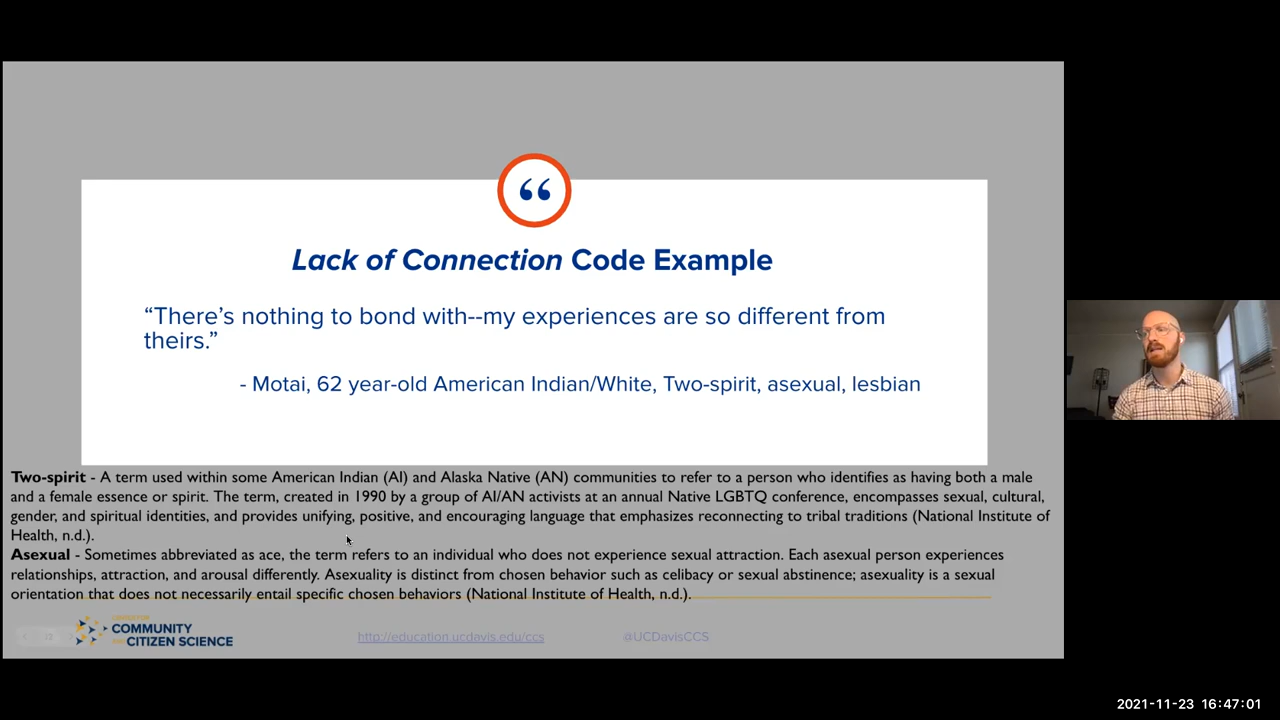 “
Lack of Connection Code Example
“There’s nothing to bond with--my experiences are so different from
theirs.”
- Motai, 62 year-old American Indian/White, Two-spirit, asexual, lesbian
Two-spirit - A term used within some American Indian (AI) and Alaska Native (AN) communities to refer to a person who identifies as having both a male
and a female essence or spirit. The term, created in 1990 by a group of AI/AN activists at an annual Native LGBTQ conference, encompasses sexual, cultural,
gender, and spiritual identities, and provides unifying, positive, and encouraging language that emphasizes reconnecting to tribal traditions (National Institute of
Health, n.d.).
Asexual - Sometimes abbreviated as ace, the term refers to an individual who does not experience sexual attraction. Each asexual person experiences
relationships, attraction, and arousal differently. Asexuality is distinct from chosen behavior such as celibacy or sexual abstinence; asexuality is a sexual
orientation that does not necessarily entail specific chosen behaviors (National Institute of Health, n.d.).
COMMUNITY
CITIZEN SCIENCE
http://education.ucdavis.edu/ccs
@UCDavisCCS
2021-11-23 16:47:01